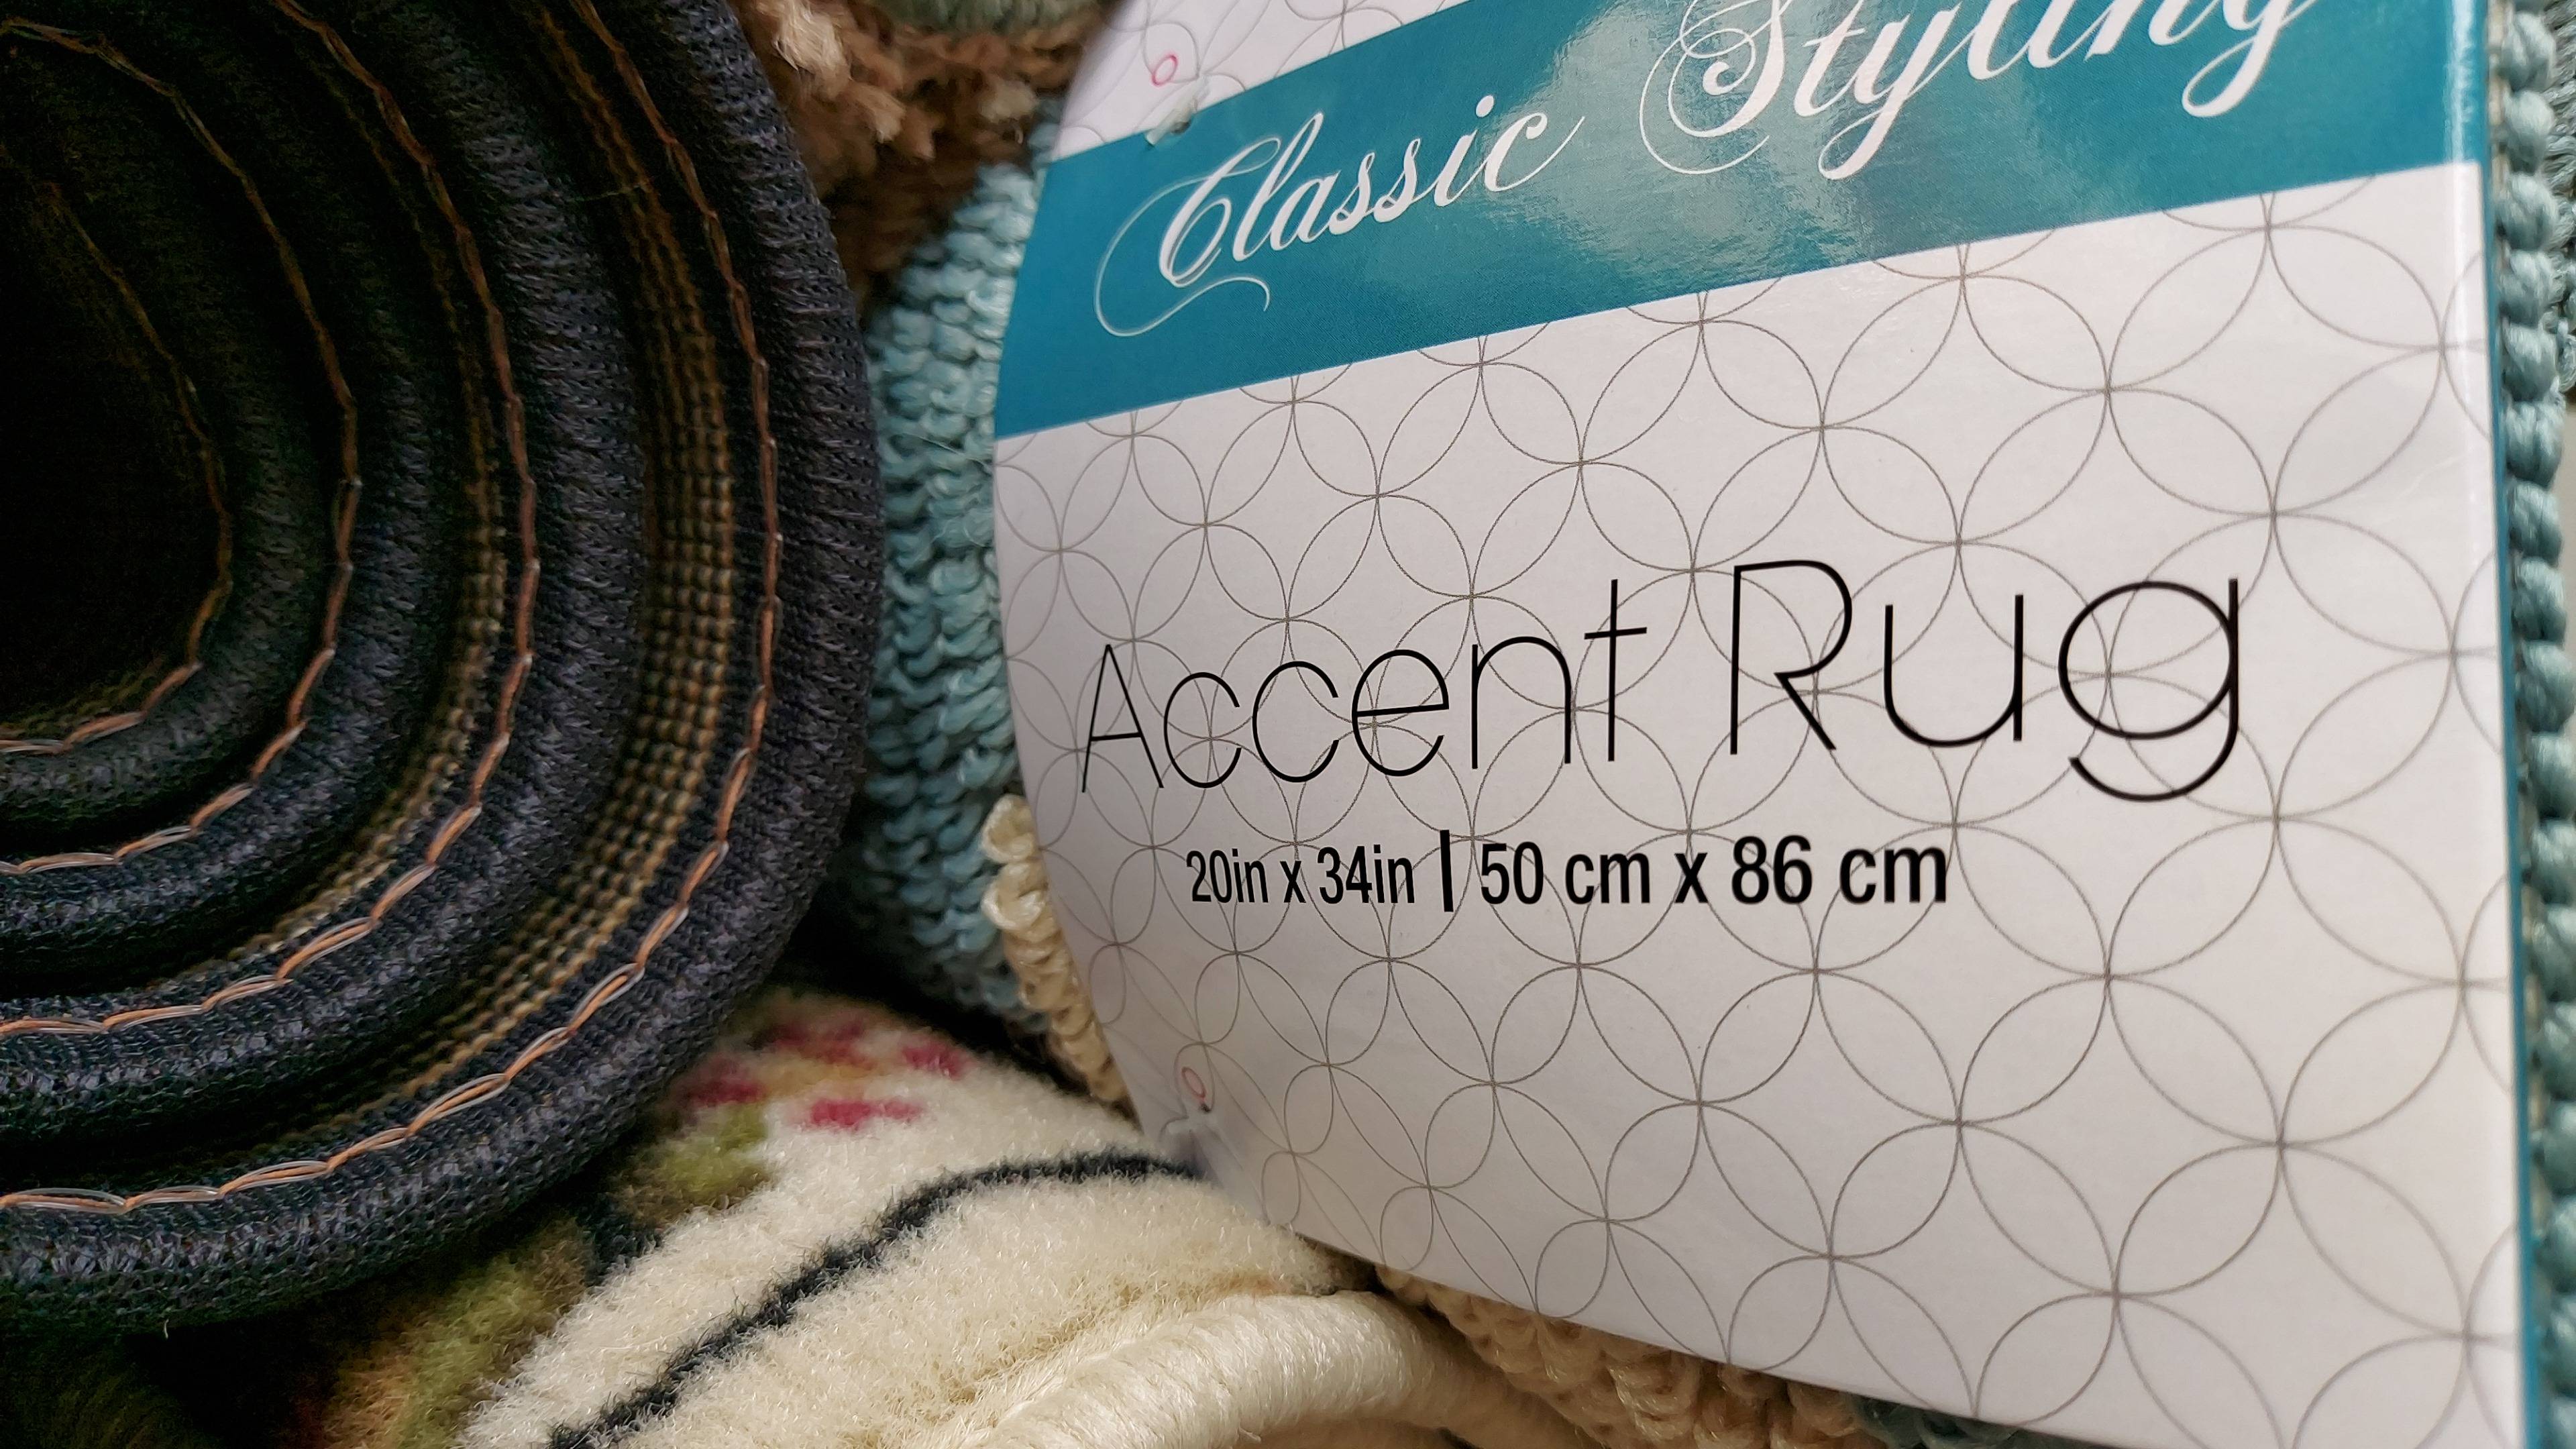 Classic Styling
Accent Rug
20in x 34in | 50 cm x 86 cm